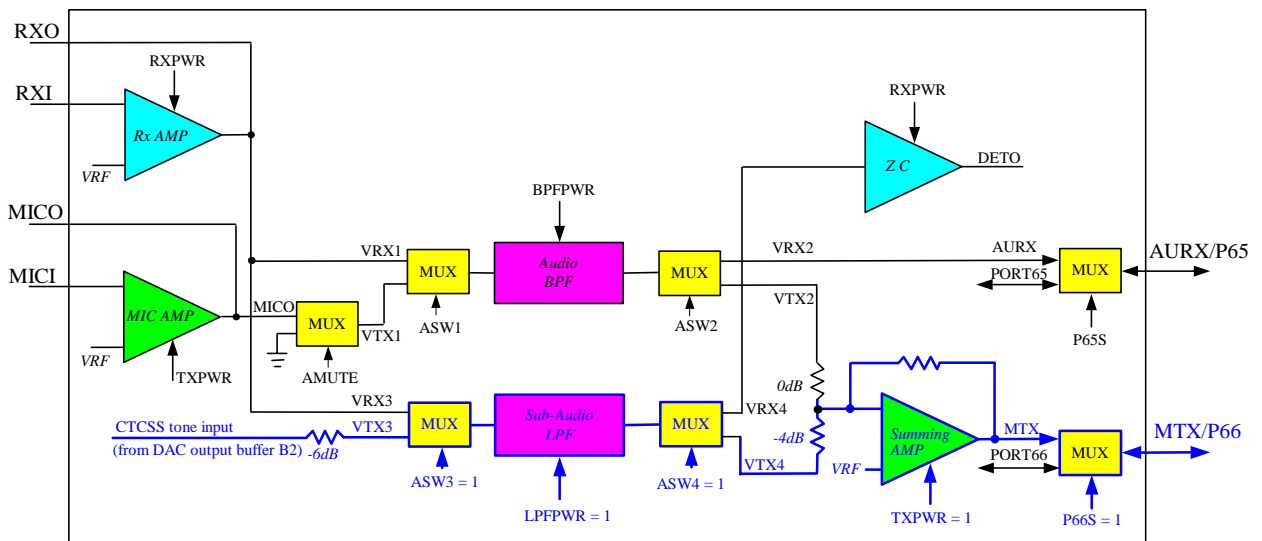 RXO
RXPWR
RXPWR
RXI
Rx AMP
VRF
Z C
DETO
BPFPWR
MICO
VRX1
MUX
Audio
BPF
MUX
VRX2
AURX
MUX
AURX/P65
MICI
PORT65
MIC AMP
MICO
MUX
VTX1
ASW1
VTX2
ASW2
VRF
P65S
TXPWR
AMUTE
0dB
VRX3
MUX
Sub-Audio
LPF
MUX
VRX4
CTCSS tone input
VTX3
(from DAC output buffer B2)
-6dB
-4dB
Summing
AMP
MTX
MUX
MTX/P66
VTX4
VRF
PORT66
ASW3 = 1
ASW4 = 1
LPFPWR = 1
TXPWR = 1
P66S = 1